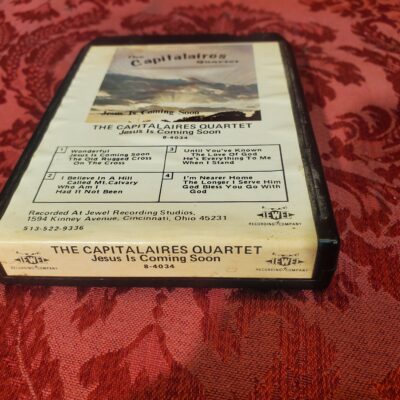 The
Capitalaires
Quartet
Jesus Is Coming Soon
THE CAPITALAIRES QUARTET
Jesus Is Coming Soon
8-4034
1 Wonderful
Jesus Is Coming Soon
The Old Rugged Cross
On The Cross
2 I Believe In A Hill
Called Mt. Calvary
Who Am I
Had It Not Been
3 Until You've Known
The Love Of God
He's Everything To Me
When I Stand
4 I'm Nearer Home
The Longer I Serve Him
God Bless You Go With
God
Recorded At Jewel Recording Studios,
1594 Kinney Avenue, Cincinnati, Ohio 45231
513-522-9336
JEWEL
RECORDING COMPANY
THE CAPITALAIRES QUARTET
Jesus Is Coming Soon
8-4034
JEWEL
RECORDING COMPANY
JEWEL
RECORDING COMPANY